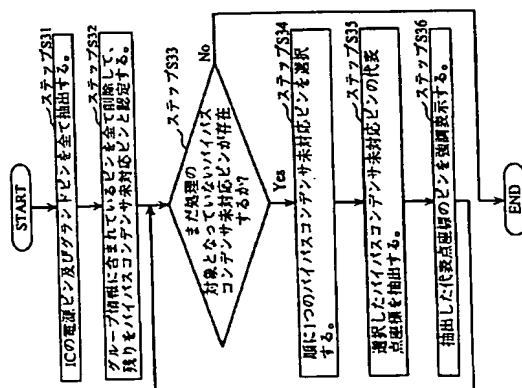 START
ステップS31
ICの電源ピン及びグランドピンを全て抽出する。
ステップS32
グループ情報に含まれているピンを全て削除して、
残りをバイパスコンデンサ未対応ピンと認定する。
ステップS33
まだ処理の
対象となっていないバイパス
コンデンサ未対応ピンが存在
するか?
No
Yes
ステップS34
順に1つのバイパスコンデンサ未対応ピンを選択
する。
ステップS35
選択したバイパスコンデンサ未対応ピンの代表
点座標を抽出する。
ステップS36
抽出した代表点座標のピンを強調表示する。
END